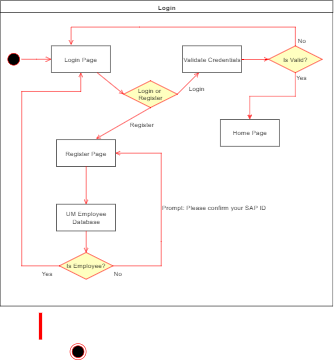 Login
No
Login Page
Validate Credentials
Is Valid?
Yes
Login or
Register
Login
Register
Home Page
Register Page
Prompt: Please confirm your SAP ID
UM Employee
Database
Is Employee?
Yes
No